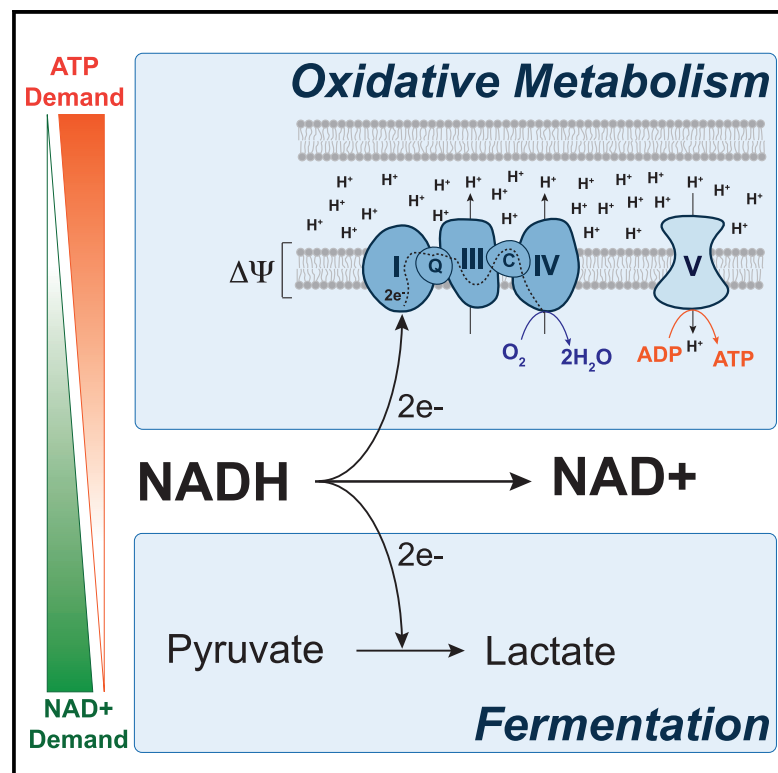 ATP
Demand
Oxidative Metabolism
H⁺ H⁺ H⁺ H⁺ H⁺ H⁺ H⁺ H⁺ H⁺
H⁺ H⁺ H⁺ H⁺ H⁺ H⁺
H⁺ H⁺ H⁺ H⁺ H⁺ H⁺
H⁺ H⁺ H⁺ H⁺
ΔΨ
I Q III C IV V
2e-
O₂ 2H₂O
ADP H⁺ ATP
2e-
NADH NAD+
2e-
Pyruvate Lactate
NAD+
Demand
Fermentation